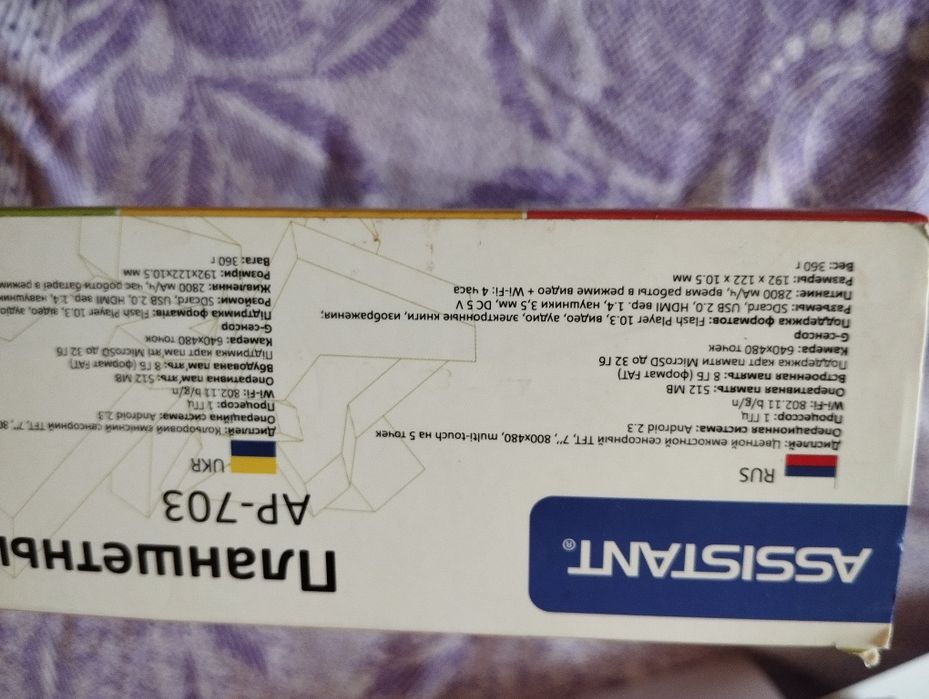 ASSISTANT®
Планшетны
AP-703
RUS
Дисплей: Цветной емкостной сенсорный TFT, 7", 800x480, multi-touch на 5 точек
Операционная система: Android 2.3
Процессор: 1 ГГц
Wi-Fi: 802.11 b/g/n
Оперативная память: 512 MB
Встроенная память: 8 Гб (формат FAT)
Поддержка карт памяти MicroSD до 32 Гб
Камера: 640x480 точек
G-сенсор
Поддержка форматов: Flash Player 10.3, видео, аудио, электронные книги, изображения;
Разъемы: SDcard, USB 2.0, HDMI вер. 1.4, наушники 3,5 мм, DC 5 V
Питание: 2800 мА/ч, время работы в режиме видео + Wi-Fi: 4 часа
Размеры: 192 x 122 x 10.5 мм
Вес: 360 г
UKR
Дисплей: Кольоровий ємнісний сенсорний TFT, 7", 80
Операційна система: Android 2.3
Процесор: 1 ГГц
Wi-Fi: 802.11 b/g/n
Оперативна пам'ять: 512 MB
Вбудована пам'ять: 8 Гб (формат FAT)
Підтримка карт пам'яті MicroSD до 32 Гб
Камера: 640x480 точок
G-сенсор
Підтримка форматів: Flash Player 10.3, відео, аудіо
Розйоми: SDcard, USB 2.0, HDMI вер. 1.4, навушник
Живлення: 2800 мА/ч, час роботи батареї в режим
Розміри: 192x122x10.5 мм
Вага: 360 г